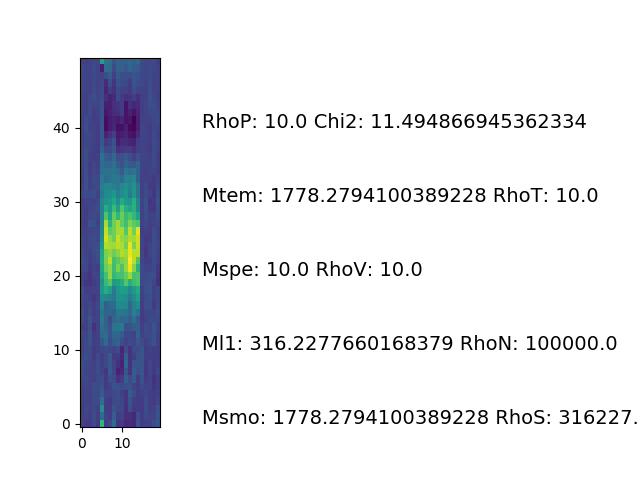 40
RhoP: 10.0 Chi2: 11.494866945362334
30
Mtem: 1778.2794100389228 RhoT: 10.0
20
Mspe: 10.0 RhoV: 10.0
10
Ml1: 316.2277660168379 RhoN: 100000.0
0
Msmo: 1778.2794100389228 RhoS: 316227.
0 10